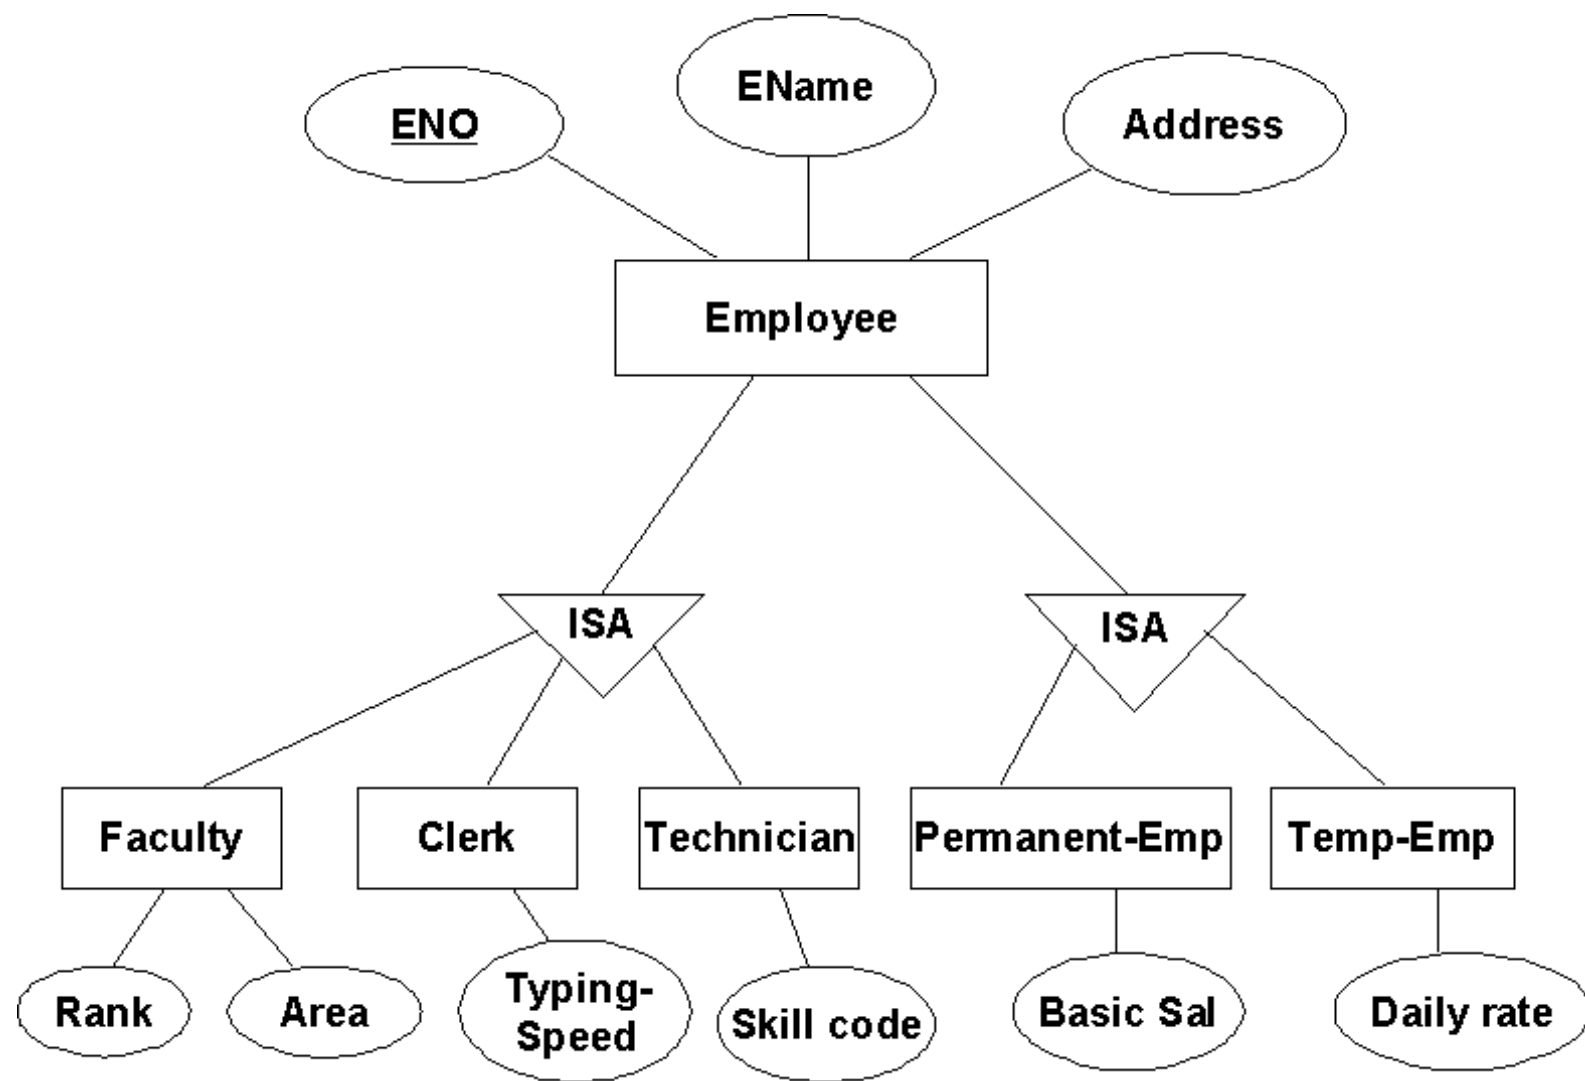 EName
ENO
Address
Employee
ISA
ISA
Faculty
Clerk
Technician
Permanent-Emp
Temp-Emp
Rank
Area
Typing-
Speed
Skill code
Basic Sal
Daily rate